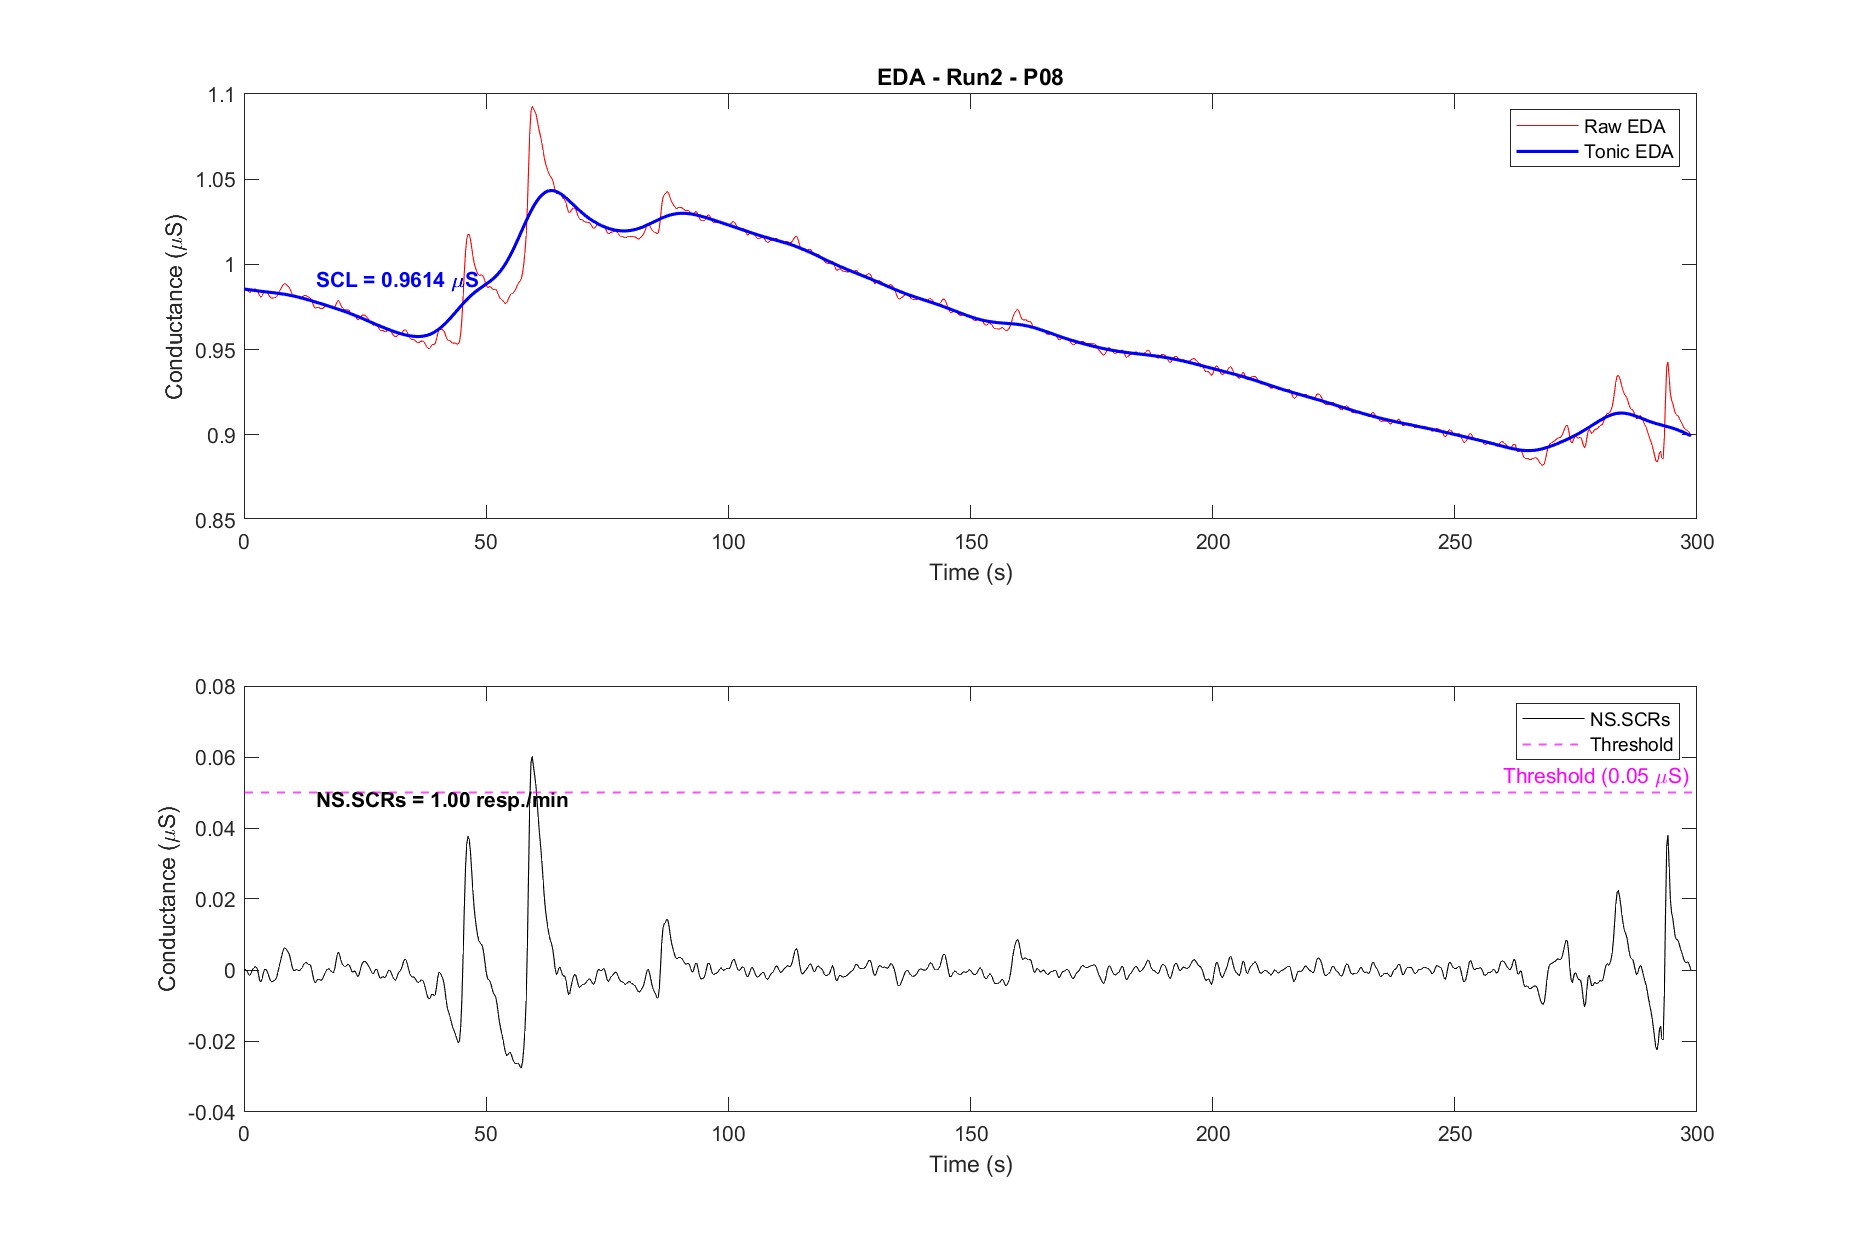 EDA - Run2 - P08
1.1
1.05
1
0.95
0.9
0.85
Conductance (μS)
SCL = 0.9614 μS
Raw EDA
Tonic EDA
0 50 100 150 200 250 300
Time (s)
0.08
0.06
0.04
0.02
0
-0.02
-0.04
Conductance (μS)
NS.SCRs
Threshold
Threshold (0.05 μS)
NS.SCRs = 1.00 resp./min
0 50 100 150 200 250 300
Time (s)